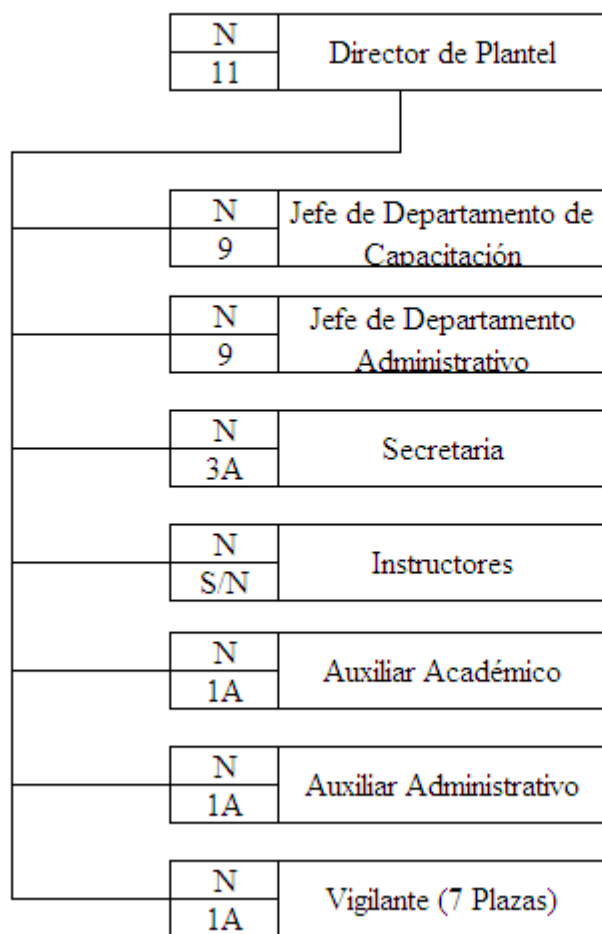 N
11
Director de Plantel
N
9
Jefe de Departamento de
Capacitación
N
9
Jefe de Departamento
Administrativo
N
3A
Secretaria
N
S/N
Instructores
N
1A
Auxiliar Académico
N
1A
Auxiliar Administrativo
N
1A
Vigilante (7 Plazas)